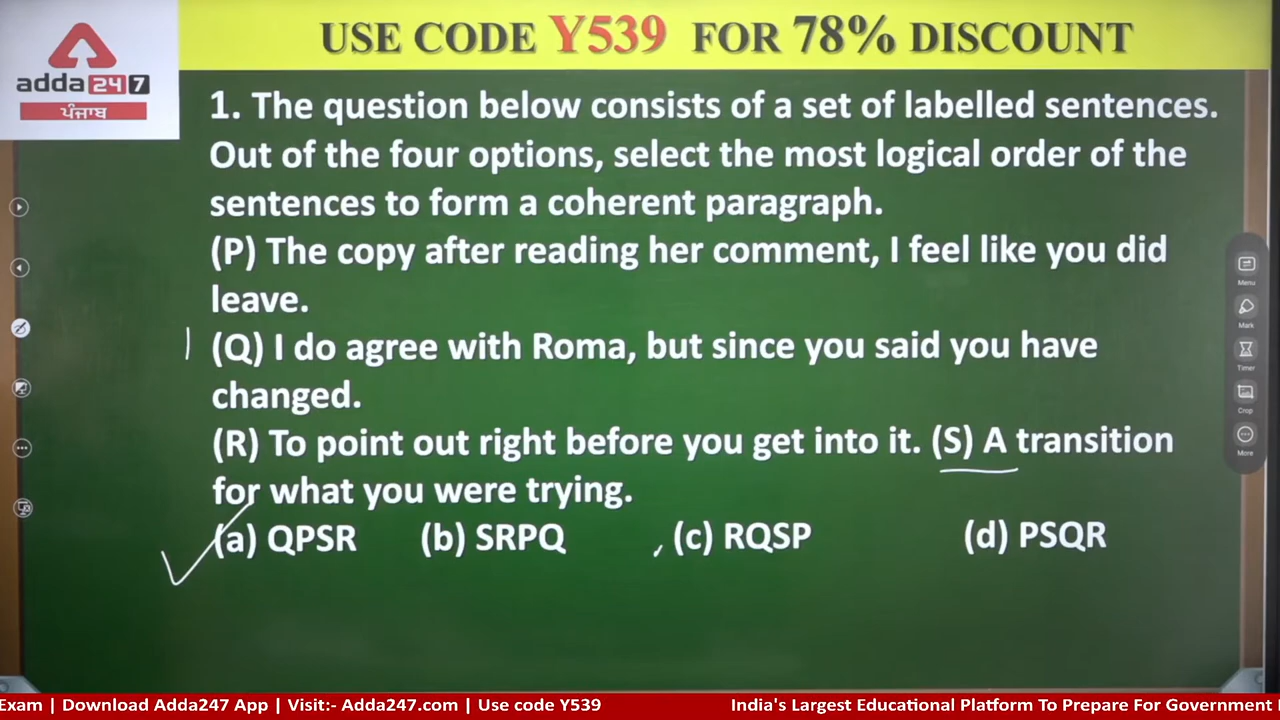 USE CODE Y539 FOR 78% DISCOUNT
adda 24 7
ਪੰਜਾਬ
1. The question below consists of a set of labelled sentences.
Out of the four options, select the most logical order of the
sentences to form a coherent paragraph.
(P) The copy after reading her comment, I feel like you did
leave.
(Q) I do agree with Roma, but since you said you have
changed.
(R) To point out right before you get into it. (S) A transition
for what you were trying.
(a) QPSR (b) SRPQ (c) RQSP (d) PSQR
Menu
Mark
Timer
Crop
More
Exam | Download Adda247 App | Visit:- Adda247.com | Use code Y539 India's Largest Educational Platform To Prepare For Government